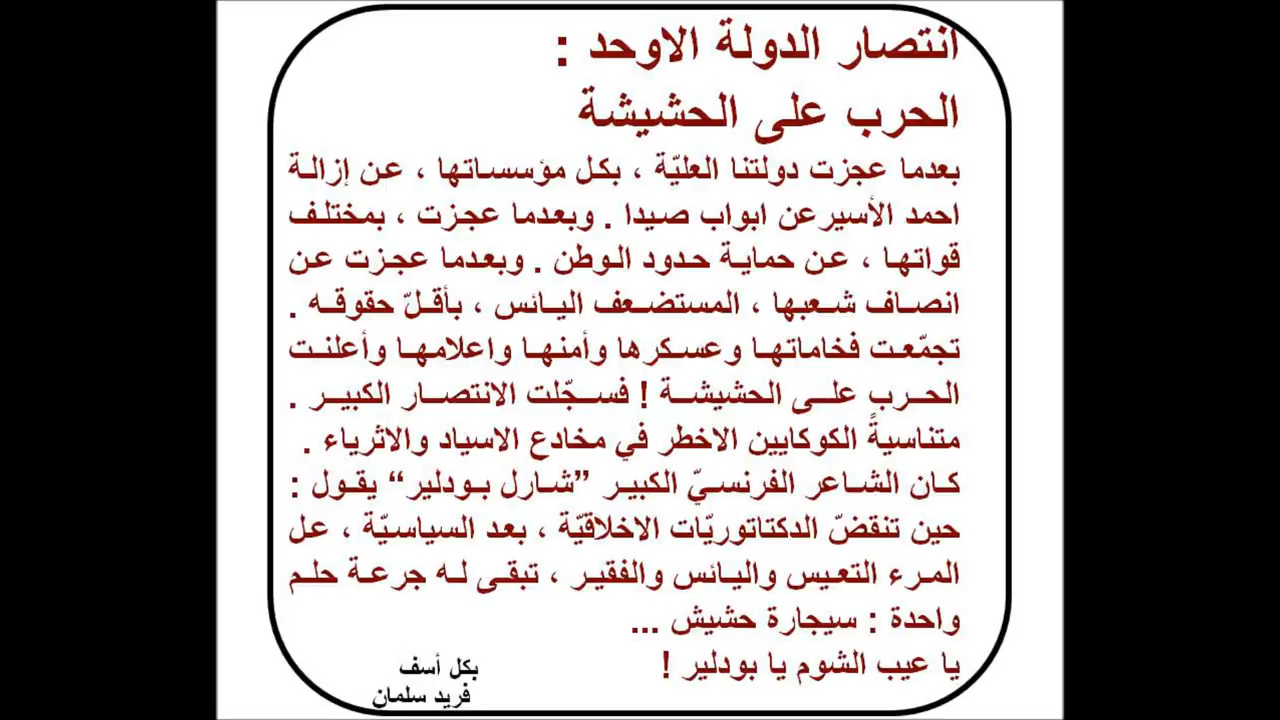 انتصار الدولة الاوحد :
الحرب على الحشيشة
بعدما عجزت دولتنا العليّة ، بكل مؤسساتها ، عن إزالة
احمد الأسيرعن ابواب صيدا . وبعدما عجزت ، بمختلف
قواتها ، عن حماية حدود الوطن . وبعدما عجزت عن
انصاف شعبها ، المستضعف اليائس ، بأقلّ حقوقه .
تجمّعت فخاماتها وعسكرها وأمنها واعلامها وأعلنت
الحرب على الحشيشة ! فسجّلت الانتصار الكبير .
متناسيةً الكوكايين الاخطر في مخادع الاسياد والاثرياء .
كان الشاعر الفرنسيّ الكبير ”شارل بودلير“ يقول :
حين تنقضّ الدكتاتوريّات الاخلاقيّة ، بعد السياسيّة ، عل
المرء التعيس واليائس والفقير ، تبقى له جرعة حلم
واحدة : سيجارة حشيش ...
يا عيب الشوم يا بودلير !
بكل أسف
فريد سلمان